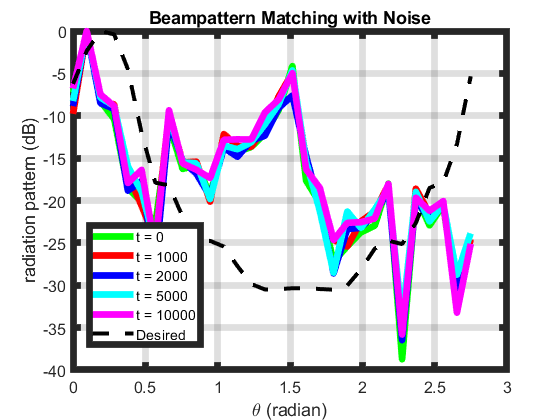 Beampattern Matching with Noise
radiation pattern (dB)
0
-5
-10
-15
-20
-25
-30
-35
-40
t = 0
t = 1000
t = 2000
t = 5000
t = 10000
Desired
0 0.5 1 1.5 2 2.5 3
θ (radian)